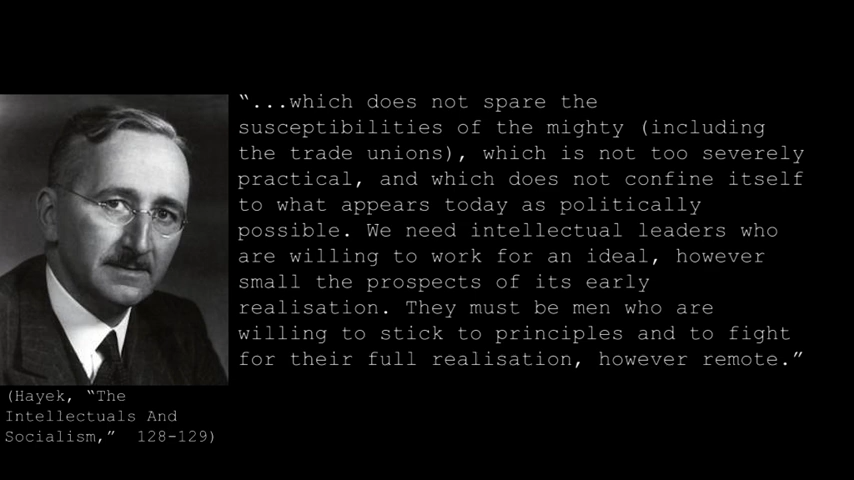 “...which does not spare the
susceptibilities of the mighty (including
the trade unions), which is not too severely
practical, and which does not confine itself
to what appears today as politically
possible. We need intellectual leaders who
are willing to work for an ideal, however
small the prospects of its early
realisation. They must be men who are
willing to stick to principles and to fight
for their full realisation, however remote.”
(Hayek, “The
Intellectuals And
Socialism,” 128-129)